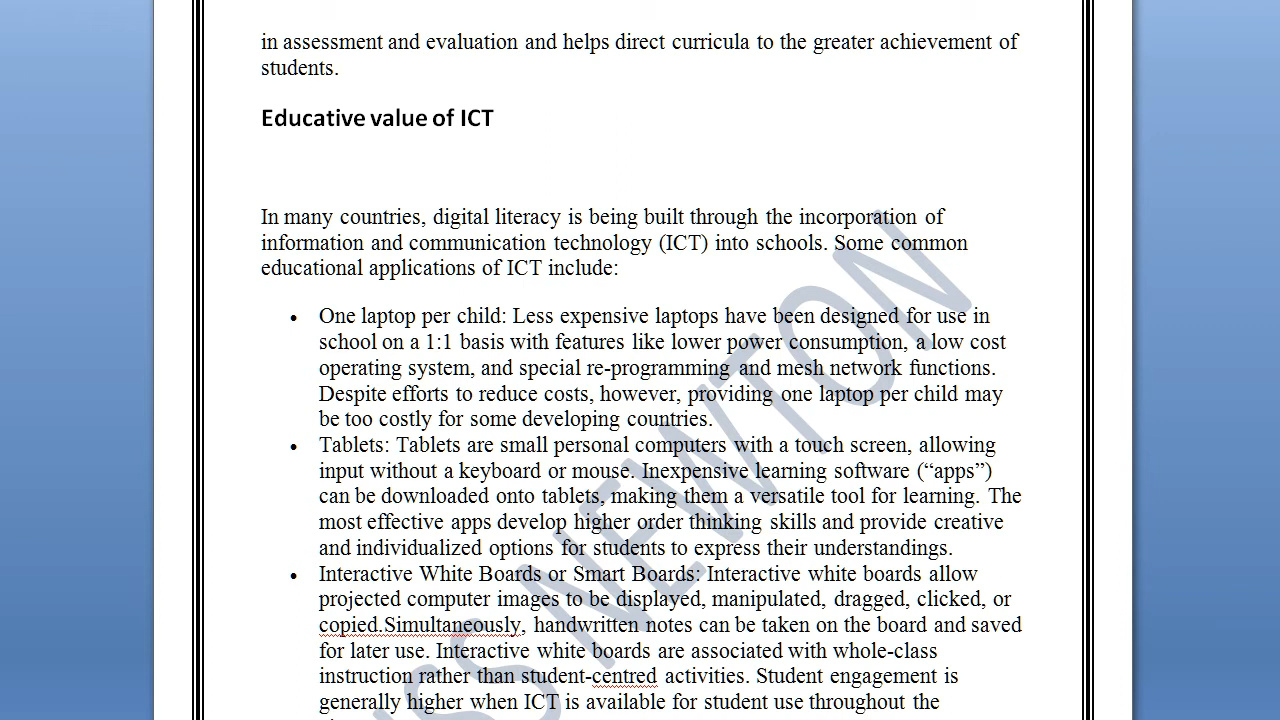 in assessment and evaluation and helps direct curricula to the greater achievement of
students.
Educative value of ICT
In many countries, digital literacy is being built through the incorporation of
information and communication technology (ICT) into schools. Some common
educational applications of ICT include:
• One laptop per child: Less expensive laptops have been designed for use in
school on a 1:1 basis with features like lower power consumption, a low cost
operating system, and special re-programming and mesh network functions.
Despite efforts to reduce costs, however, providing one laptop per child may
be too costly for some developing countries.
• Tablets: Tablets are small personal computers with a touch screen, allowing
input without a keyboard or mouse. Inexpensive learning software (“apps”)
can be downloaded onto tablets, making them a versatile tool for learning. The
most effective apps develop higher order thinking skills and provide creative
and individualized options for students to express their understandings.
• Interactive White Boards or Smart Boards: Interactive white boards allow
projected computer images to be displayed, manipulated, dragged, clicked, or
copied.Simultaneously, handwritten notes can be taken on the board and saved
for later use. Interactive white boards are associated with whole-class
instruction rather than student-centred activities. Student engagement is
generally higher when ICT is available for student use throughout the
NEWTON